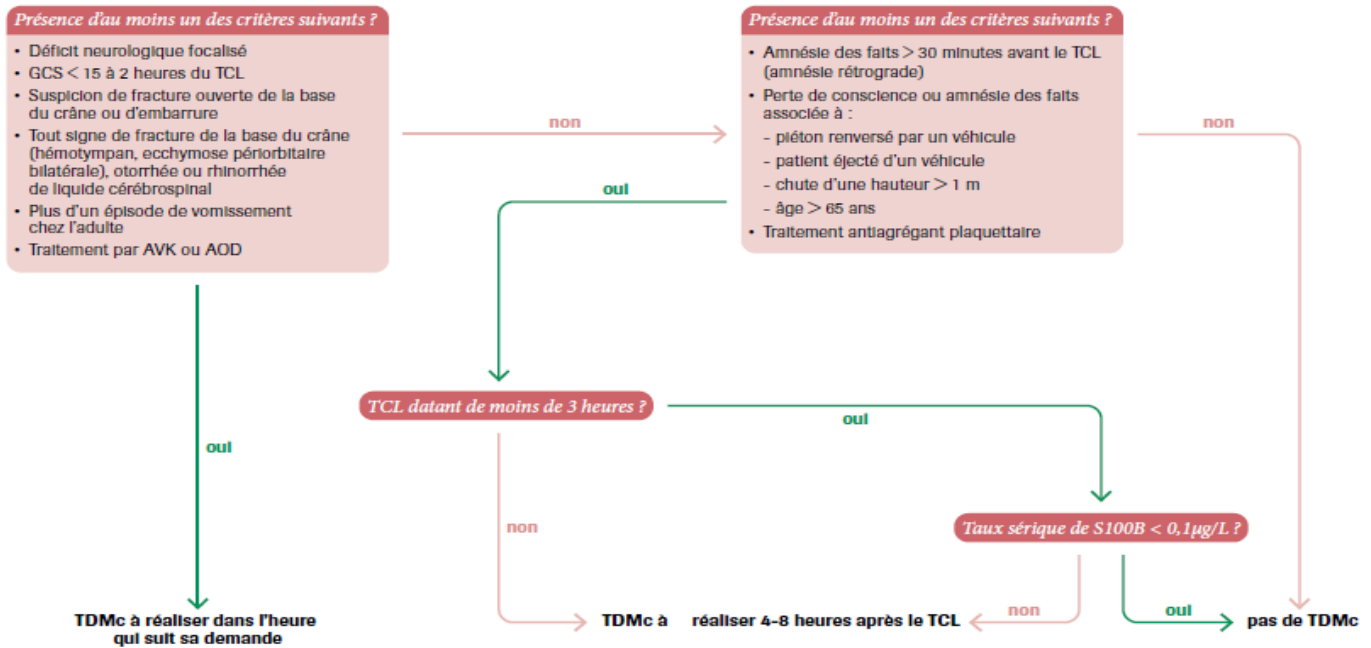 Présence d'au moins un des critères suivants ?
• Déficit neurologique focalisé
• GCS < 15 à 2 heures du TCL
• Suspicion de fracture ouverte de la base
du crâne ou d'embarrure
• Tout signe de fracture de la base du crâne
(hémotympan, ecchymose périorbitaire
bilatérale), otorrhée ou rhinorrhée
de liquide cérébrospinal
• Plus d'un épisode de vomissement
chez l'adulte
• Traitement par AVK ou AOD
non
Présence d'au moins un des critères suivants ?
• Amnésie des faits > 30 minutes avant le TCL
(amnésie rétrograde)
• Perte de conscience ou amnésie des faits
associée à :
- piéton renversé par un véhicule
- patient éjecté d'un véhicule
- chute d'une hauteur > 1 m
- âge > 65 ans
• Traitement antiagrégant plaquettaire
non
oui
TCL datant de moins de 3 heures ?
oui
oui
non
Taux sérique de S100B < 0,1µg/L ?
TDMc à réaliser dans l'heure
qui suit sa demande
TDMc à réaliser 4-8 heures après le TCL
non
oui
pas de TDMc